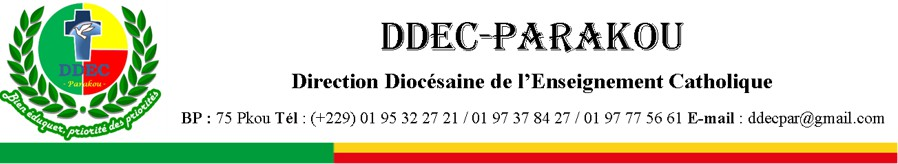 DDEC-PARAKOU
DDEC
- Parakou -
Bien éduquer, priorité des priorités
Direction Diocésaine de l'Enseignement Catholique
BP : 75 Pkou Tél : (+229) 01 95 32 27 21 / 01 97 37 84 27 / 01 97 77 56 61 E-mail : ddecpar@gmail.com